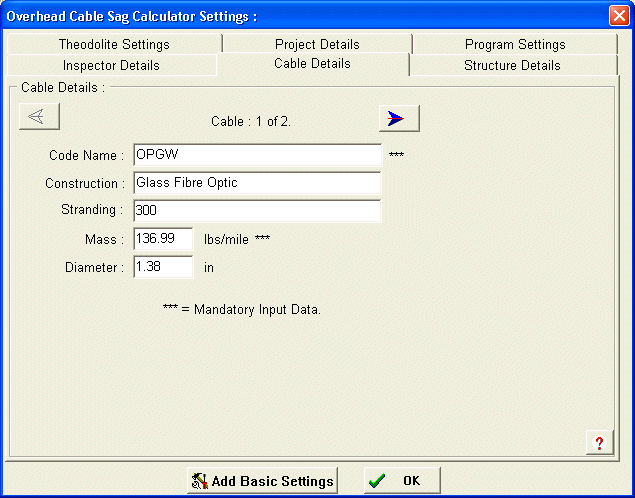 Overhead Cable Sag Calculator Settings :
Theodolite Settings Project Details Program Settings
Inspector Details Cable Details Structure Details
Cable Details :
Cable : 1 of 2.
Code Name : OPGW ***
Construction : Glass Fibre Optic
Stranding : 300
Mass : 136.99 lbs/mile ***
Diameter : 1.38 in
*** = Mandatory Input Data.
?
Add Basic Settings OK